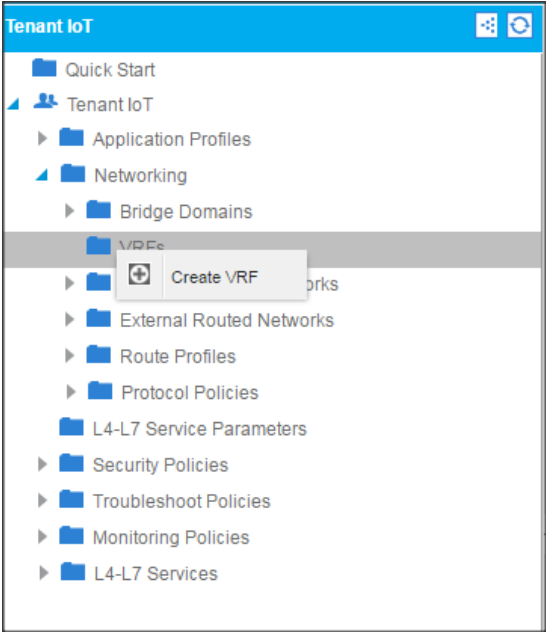 Tenant IoT
Quick Start
Tenant IoT
Application Profiles
Networking
Bridge Domains
VRFs
Create VRF
External Routed Networks
Route Profiles
Protocol Policies
L4-L7 Service Parameters
Security Policies
Troubleshoot Policies
Monitoring Policies
L4-L7 Services